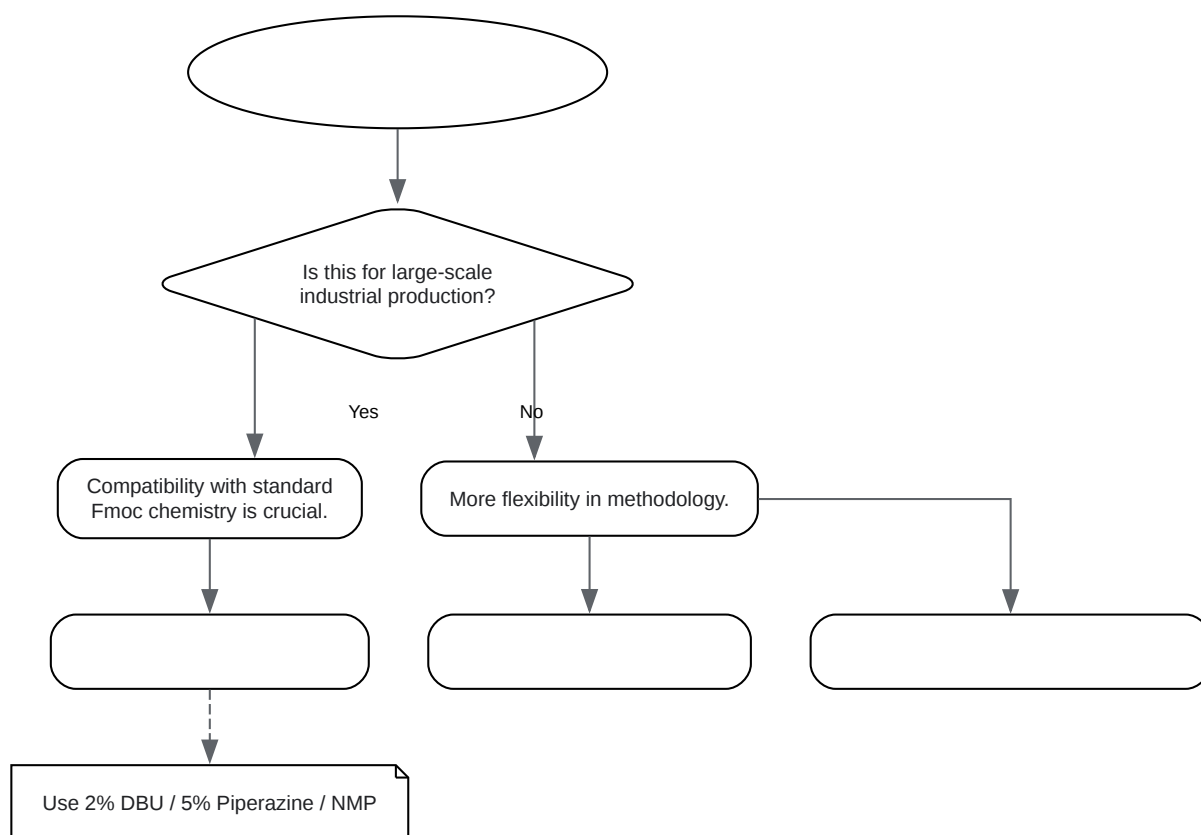 Is this for large-scale
industrial production?
Yes
No
Compatibility with standard
Fmoc chemistry is crucial.
More flexibility in methodology.
Use 2% DBU / 5% Piperazine / NMP